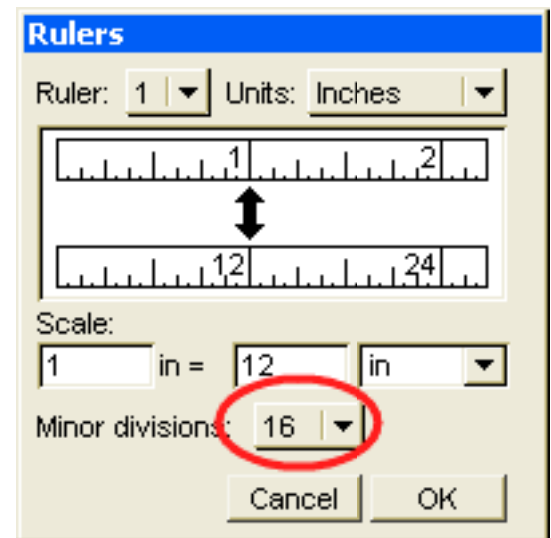 Rulers
Ruler: 1 Units: Inches
1 2
12 24
Scale:
1 in = 12 in
Minor divisions: 16
Cancel OK